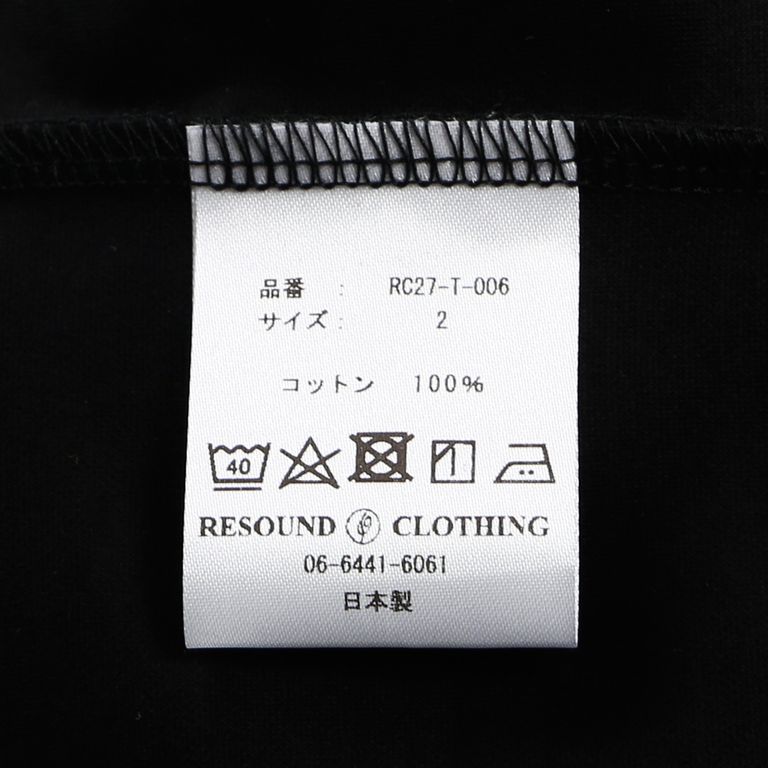 品番 : RC27-T-006
サイズ : 2
コットン 100%
40
RESOUND CLOTHING
06-6441-6061
日本製